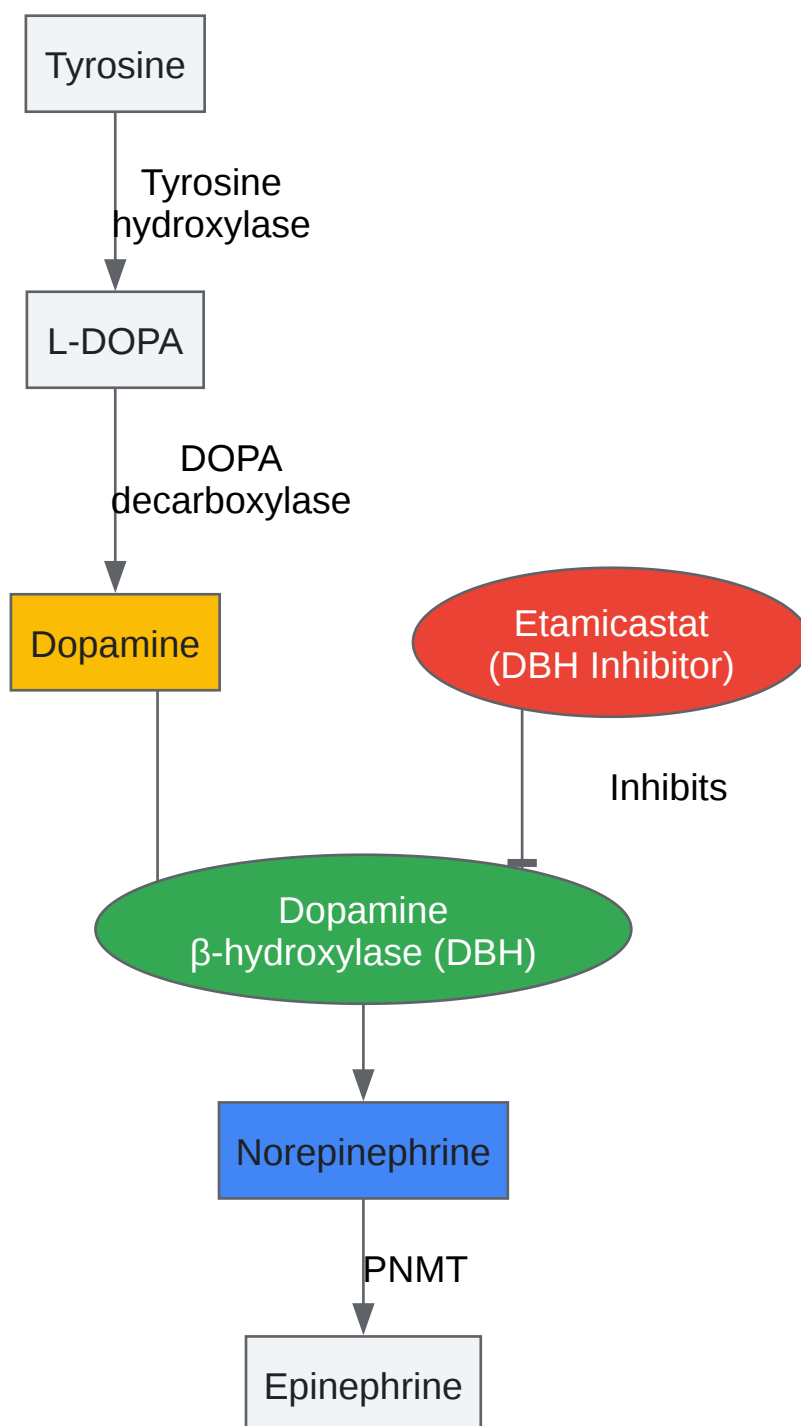 Tyrosine
Tyrosine
hydroxylase
L-DOPA
DOPA
decarboxylase
Dopamine
Etamicastat
(DBH Inhibitor)
Inhibits
Dopamine
β-hydroxylase (DBH)
Norepinephrine
PNMT
Epinephrine